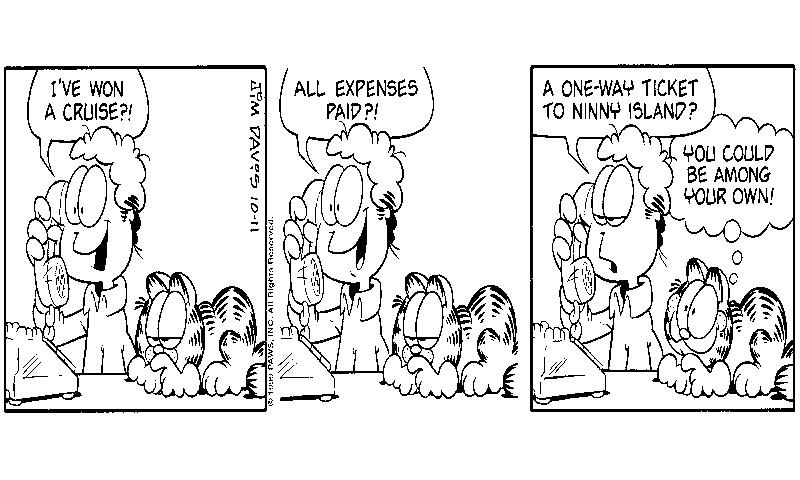 I'VE WON
A CRUISE?!
JIM DAVIS 10-11
PAWS, INC. All Rights Reserved.
ALL EXPENSES
PAID?!
A ONE-WAY TICKET
TO NINNY ISLAND?
YOU COULD
BE AMONG
YOUR OWN!